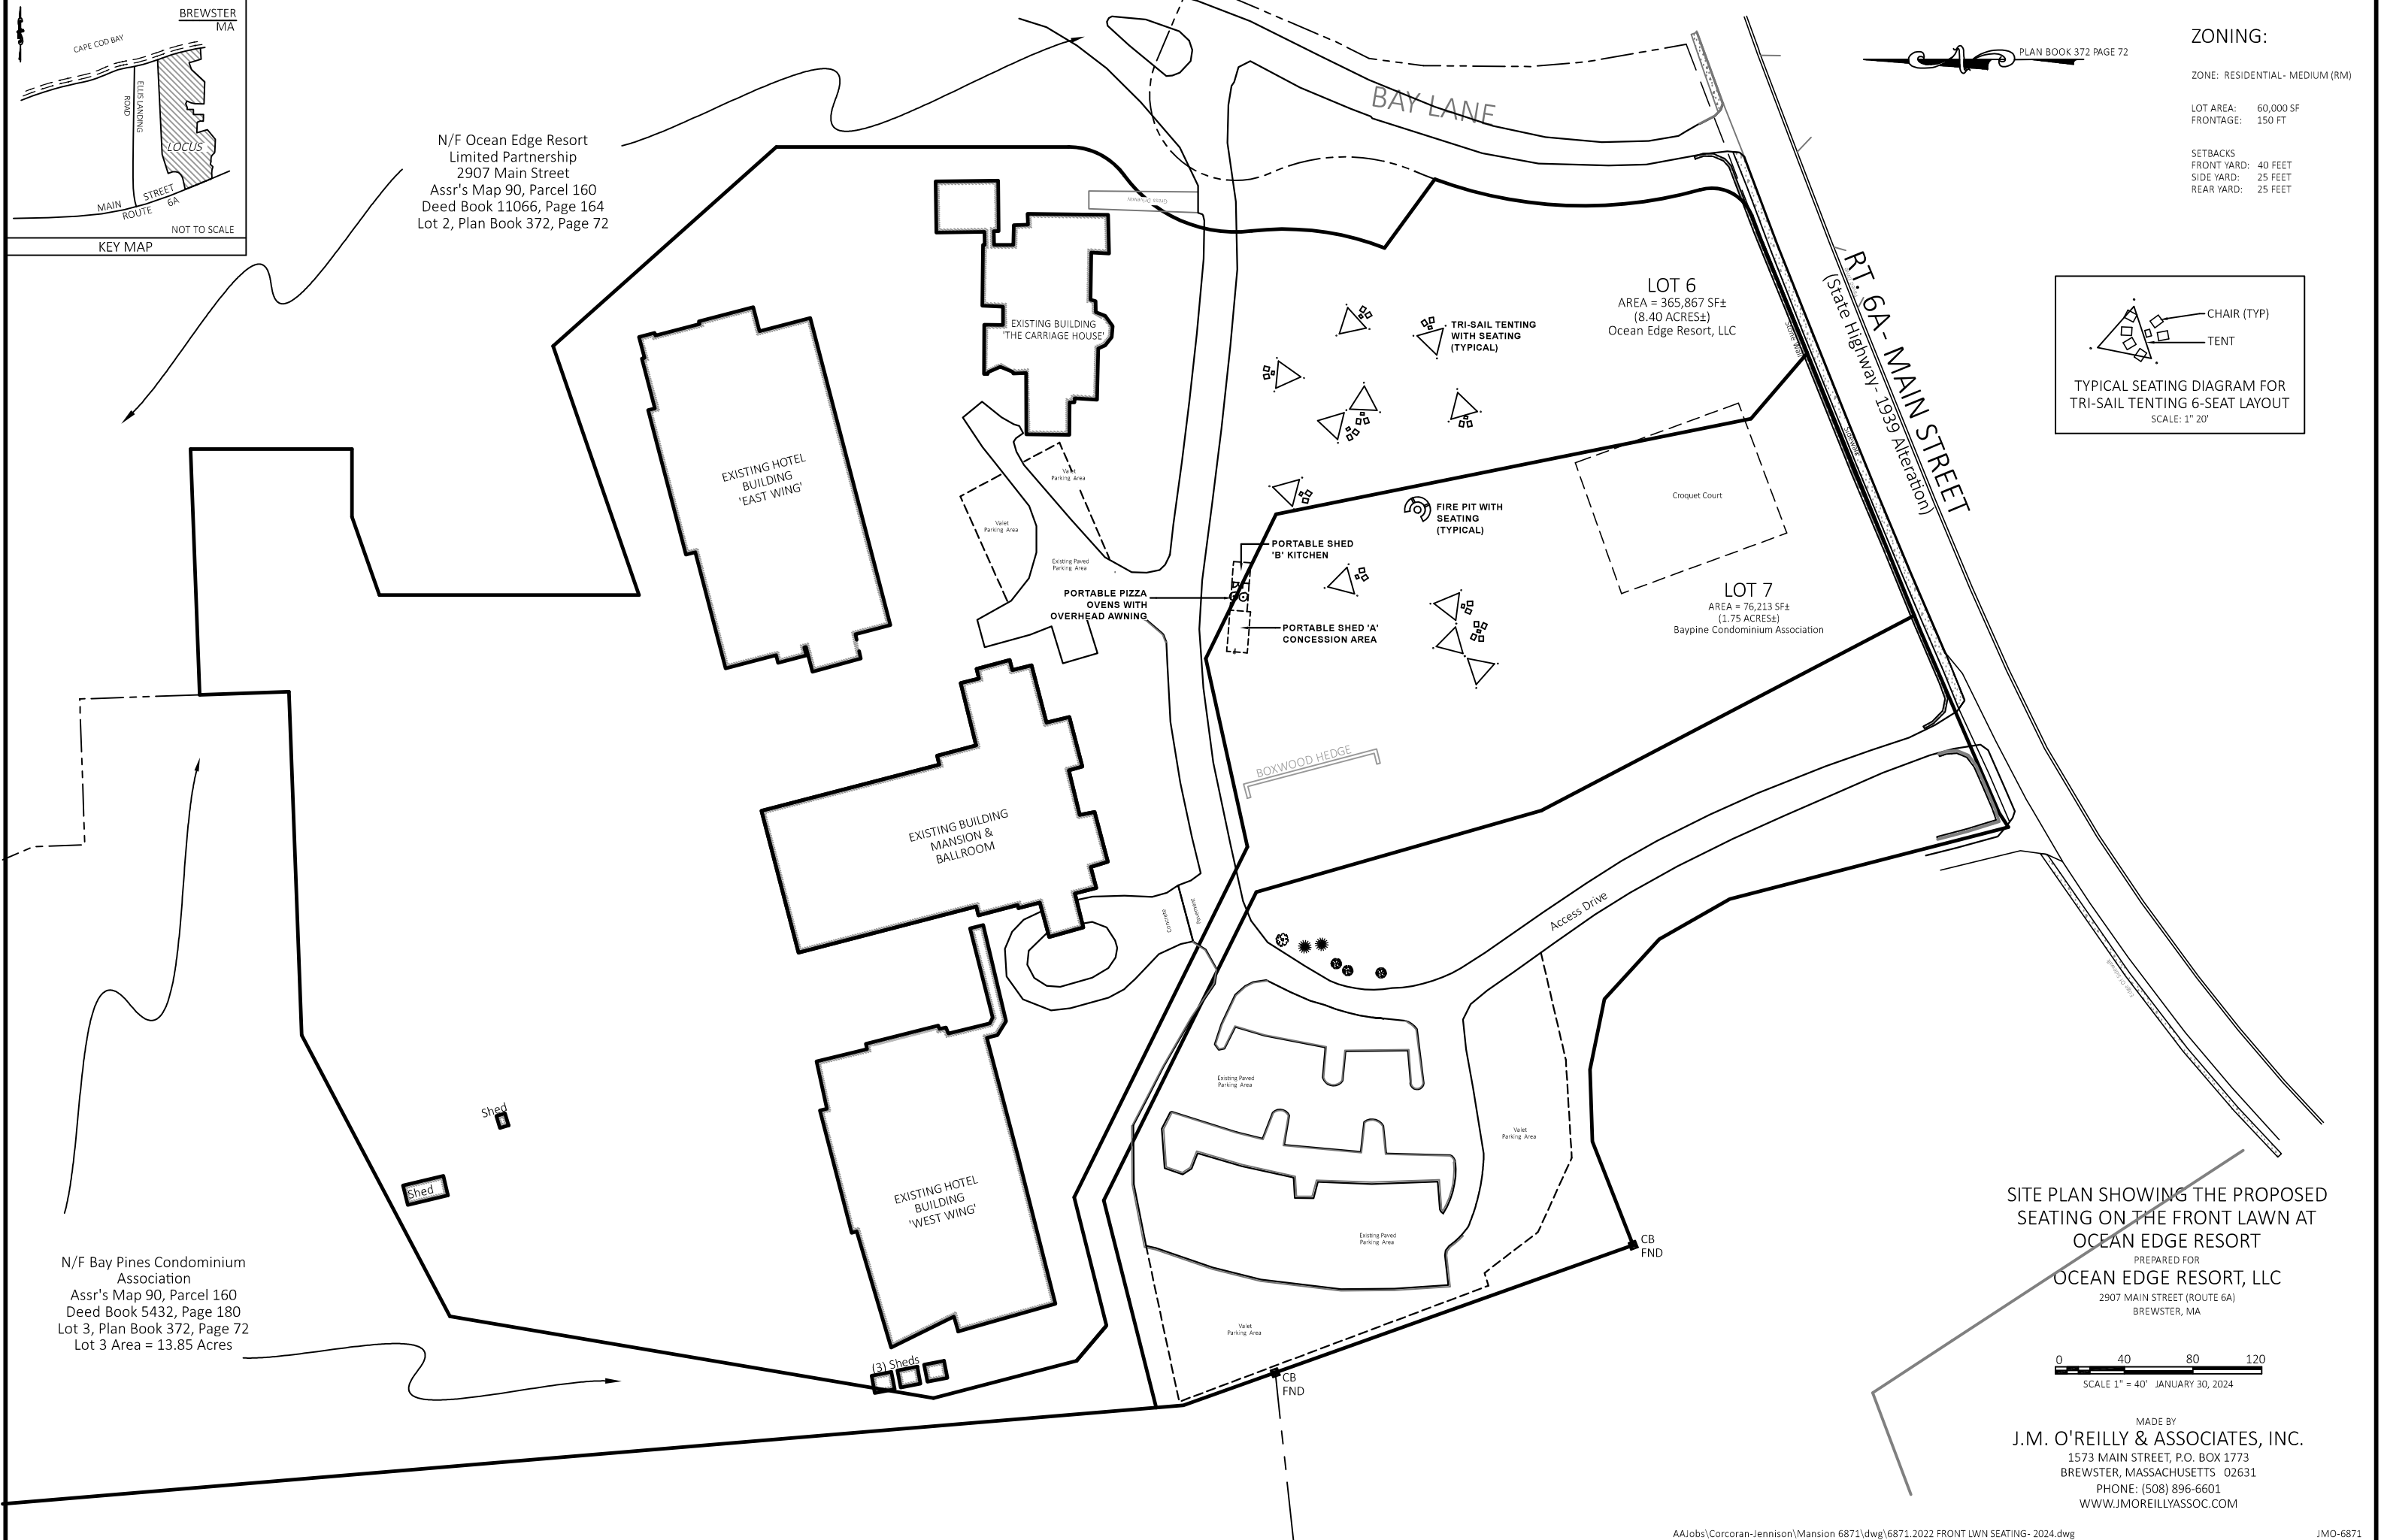 BREWSTER
MA
CAPE COD BAY
ELLIS LANDING
ROAD
LOCUS
MAIN STREET
ROUTE 6A
NOT TO SCALE
KEY MAP
N/F Ocean Edge Resort
Limited Partnership
2907 Main Street
Assr's Map 90, Parcel 160
Deed Book 11066, Page 164
Lot 2, Plan Book 372, Page 72
BAY LANE
Grass Driveway
PLAN BOOK 372 PAGE 72
ZONING:
ZONE: RESIDENTIAL- MEDIUM (RM)
LOT AREA: 60,000 SF
FRONTAGE: 150 FT
SETBACKS
FRONT YARD: 40 FEET
SIDE YARD: 25 FEET
REAR YARD: 25 FEET
RT. 6A - MAIN STREET
(State Highway- 1939 Alteration)
Stone Wall
Sidewalk
LOT 6
AREA = 365,867 SF±
(8.40 ACRES±)
Ocean Edge Resort, LLC
CHAIR (TYP)
TENT
TYPICAL SEATING DIAGRAM FOR
TRI-SAIL TENTING 6-SEAT LAYOUT
SCALE: 1" 20'
EXISTING BUILDING
'THE CARRIAGE HOUSE'
TRI-SAIL TENTING
WITH SEATING
(TYPICAL)
EXISTING HOTEL
BUILDING
'EAST WING'
Valet
Parking Area
Valet
Parking Area
Existing Paved
Parking Area
Croquet Court
FIRE PIT WITH
SEATING
(TYPICAL)
PORTABLE SHED
'B' KITCHEN
PORTABLE PIZZA
OVENS WITH
OVERHEAD AWNING
PORTABLE SHED 'A'
CONCESSION AREA
LOT 7
AREA = 76,213 SF±
(1.75 ACRES±)
Baypine Condominium Association
BOXWOOD HEDGE
EXISTING BUILDING
MANSION &
BALLROOM
Concrete
Pavement
Access Drive
Shed
Shed
EXISTING HOTEL
BUILDING
'WEST WING'
(3) Sheds
Existing Paved
Parking Area
Valet
Parking Area
Existing Paved
Parking Area
Valet
Parking Area
CB
FND
CB
FND
N/F Bay Pines Condominium
Association
Assr's Map 90, Parcel 160
Deed Book 5432, Page 180
Lot 3, Plan Book 372, Page 72
Lot 3 Area = 13.85 Acres
SITE PLAN SHOWING THE PROPOSED
SEATING ON THE FRONT LAWN AT
OCEAN EDGE RESORT
PREPARED FOR
OCEAN EDGE RESORT, LLC
2907 MAIN STREET (ROUTE 6A)
BREWSTER, MA
0 40 80 120
SCALE 1" = 40' JANUARY 30, 2024
MADE BY
J.M. O'REILLY & ASSOCIATES, INC.
1573 MAIN STREET, P.O. BOX 1773
BREWSTER, MASSACHUSETTS 02631
PHONE: (508) 896-6601
WWW.JMOREILLYASSOC.COM
AAJobs\Corcoran-Jennison\Mansion 6871\dwg\6871.2022 FRONT LWN SEATING- 2024.dwg
JMO-6871